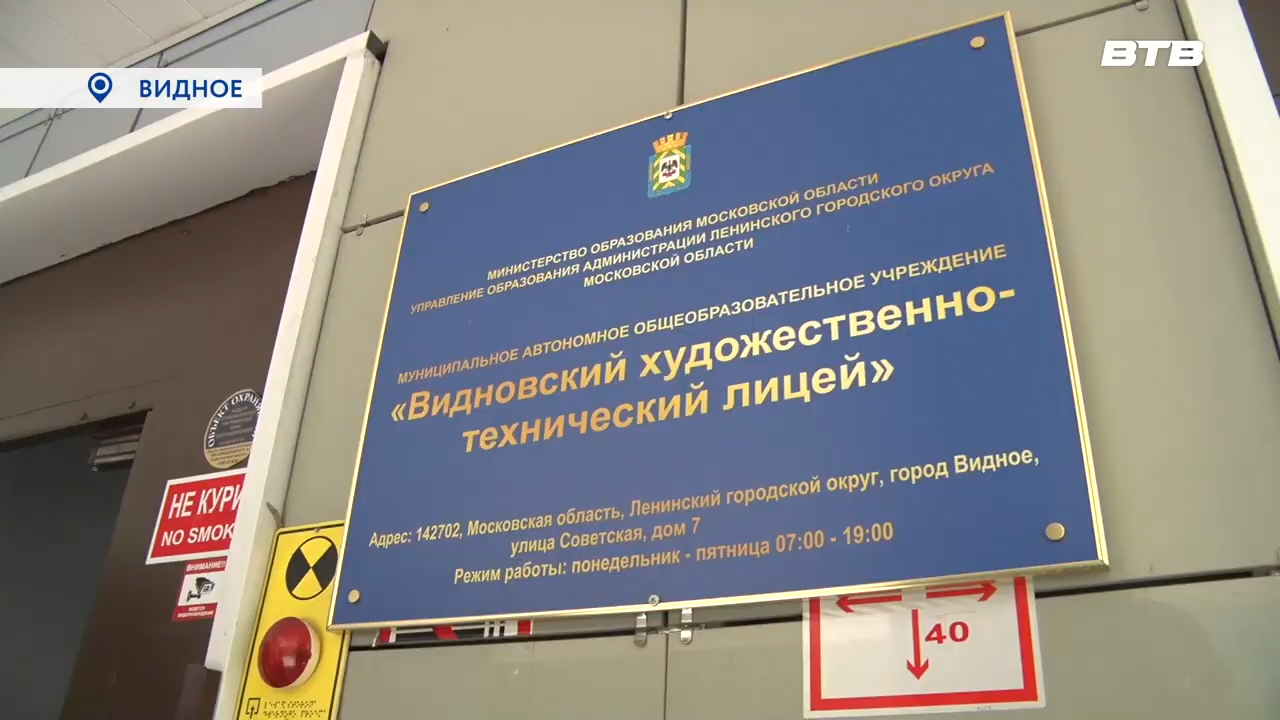 ВТВ
ВИДНОЕ
МИНИСТЕРСТВО ОБРАЗОВАНИЯ МОСКОВСКОЙ ОБЛАСТИ
УПРАВЛЕНИЕ ОБРАЗОВАНИЯ АДМИНИСТРАЦИИ ЛЕНИНСКОГО ГОРОДСКОГО ОКРУГА
МОСКОВСКОЙ ОБЛАСТИ
МУНИЦИПАЛЬНОЕ АВТОНОМНОЕ ОБЩЕОБРАЗОВАТЕЛЬНОЕ УЧРЕЖДЕНИЕ
«Видновский художественно-
технический лицей»
Адрес: 142702, Московская область, Ленинский городской округ, город Видное,
улица Советская, дом 7
Режим работы: понедельник - пятница 07:00 - 19:00
ОБЪЕКТ
НЕ КУРИ
NO SMOK
ВНИМАНИЕ!
40